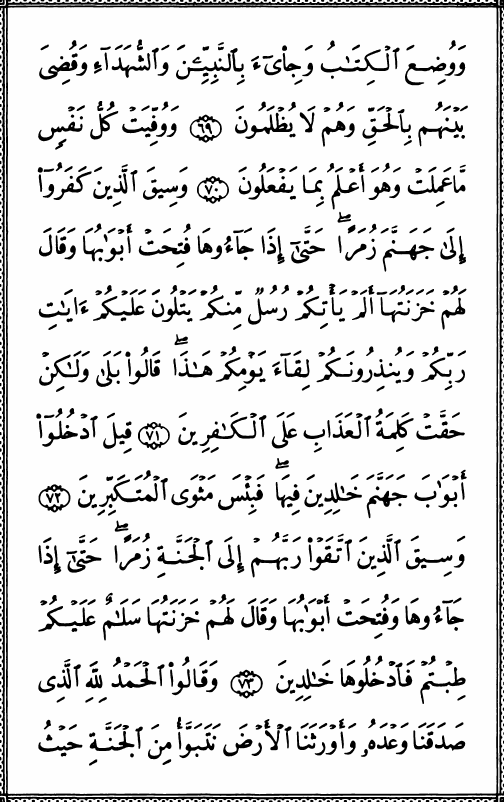 وَوُضِعَ ٱلۡكِتَٰبُ وَجِاْيٓءَ بِٱلنَّبِيِّـۧنَ وَٱلشُّهَدَآءِ وَقُضِيَ
بَيۡنَهُم بِٱلۡحَقِّ وَهُمۡ لَا يُظۡلَمُونَ ٦٩ وَوُفِّيَتۡ كُلُّ نَفۡسٖ
مَّا عَمِلَتۡ وَهُوَ أَعۡلَمُ بِمَا يَفۡعَلُونَ ٧٠ وَسِيقَ ٱلَّذِينَ كَفَرُوٓاْ
إِلَىٰ جَهَنَّمَ زُمَرًاۖ حَتَّىٰٓ إِذَا جَآءُوهَا فُتِحَتۡ أَبۡوَٰبُهَا وَقَالَ
لَهُمۡ خَزَنَتُهَآ أَلَمۡ يَأۡتِكُمۡ رُسُلٞ مِّنكُمۡ يَتۡلُونَ عَلَيۡكُمۡ ءَايَٰتِ
رَبِّكُمۡ وَيُنذِرُونَكُمۡ لِقَآءَ يَوۡمِكُمۡ هَٰذَاۖ قَالُواْ بَلَىٰ وَلَٰكِنۡ
حَقَّتۡ كَلِمَةُ ٱلۡعَذَابِ عَلَى ٱلۡكَٰفِرِينَ ٧١ قِيلَ ٱدۡخُلُوٓاْ
أَبۡوَٰبَ جَهَنَّمَ خَٰلِدِينَ فِيهَاۖ فَبِئۡسَ مَثۡوَى ٱلۡمُتَكَبِّرِينَ ٧٢
وَسِيقَ ٱلَّذِينَ ٱتَّقَوۡاْ رَبَّهُمۡ إِلَى ٱلۡجَنَّةِ زُمَرًاۖ حَتَّىٰٓ إِذَا
جَآءُوهَا وَفُتِحَتۡ أَبۡوَٰبُهَا وَقَالَ لَهُمۡ خَزَنَتُهَا سَلَٰمٌ عَلَيۡكُمۡ
طِبۡتُمۡ فَٱدۡخُلُوهَا خَٰلِدِينَ ٧٣ وَقَالُواْ ٱلۡحَمۡدُ لِلَّهِ ٱلَّذِي
صَدَقَنَا وَعۡدَهُۥ وَأَوۡرَثَنَا ٱلۡأَرۡضَ نَتَبَوَّأُ مِنَ ٱلۡجَنَّةِ حَيۡثُ